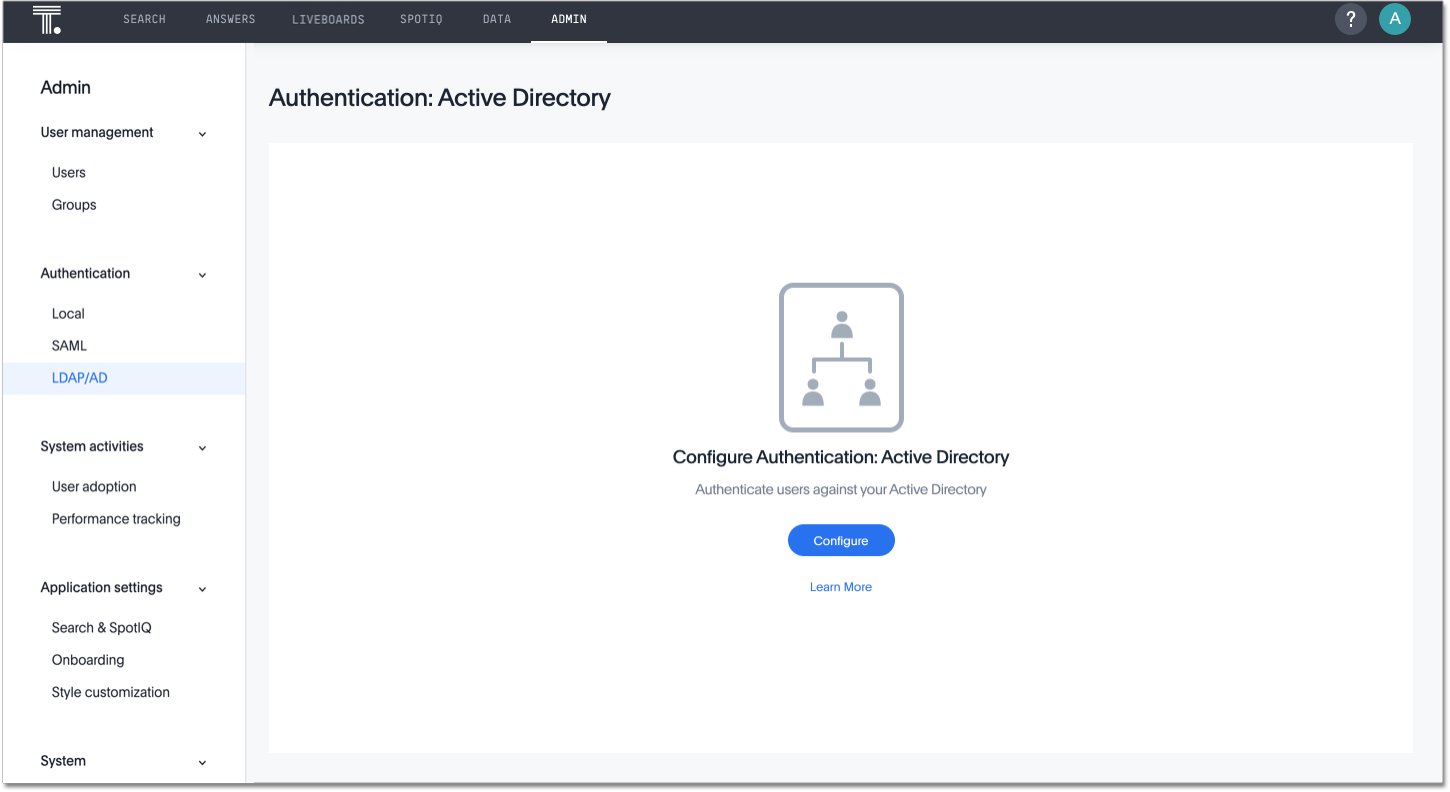 T.
SEARCH ANSWERS LIVEBOARDS SPOTIQ DATA ADMIN ? A
Admin
User management
Users
Groups
Authentication
Local
SAML
LDAP/AD
System activities
User adoption
Performance tracking
Application settings
Search & SpotIQ
Onboarding
Style customization
System
Authentication: Active Directory
Configure Authentication: Active Directory
Authenticate users against your Active Directory
Configure
Learn More